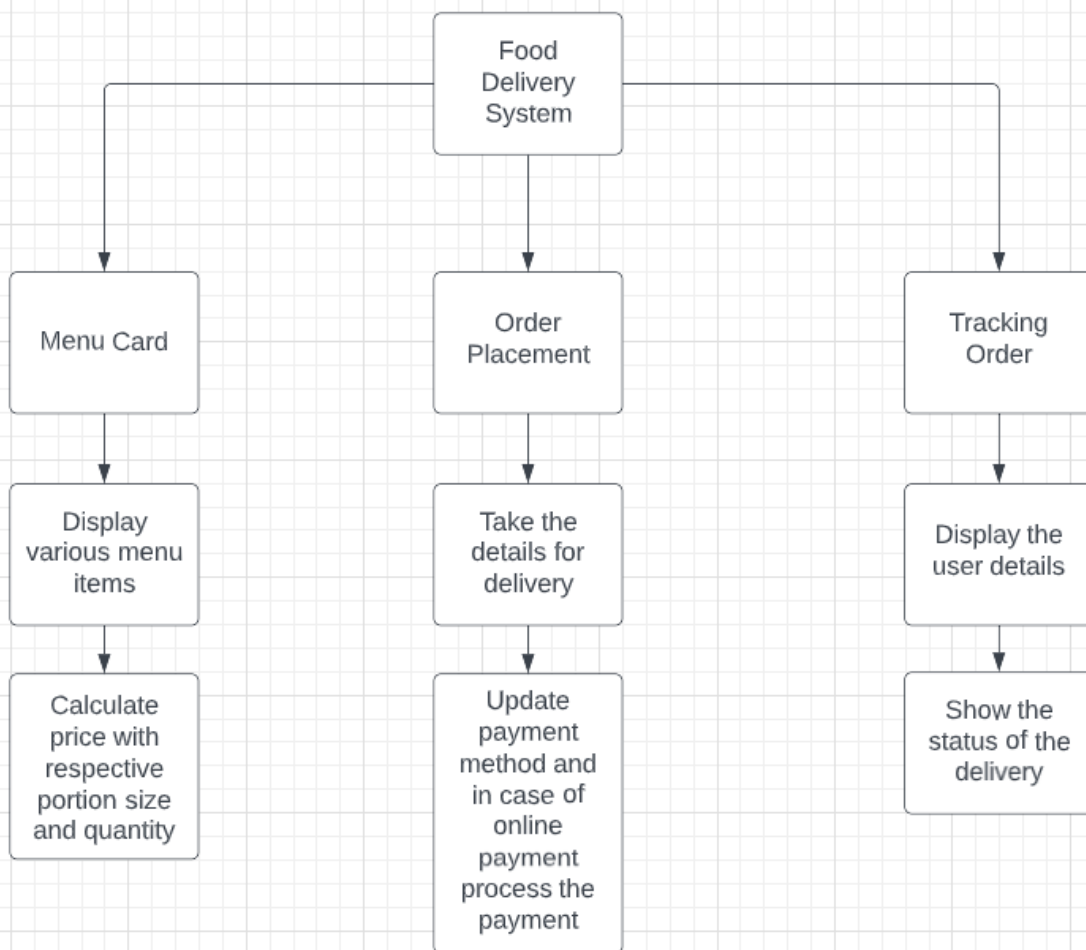 Food
Delivery
System
Menu Card
Order
Placement
Tracking
Order
Display
various menu
items
Take the
details for
delivery
Display the
user details
Calculate
price with
respective
portion size
and quantity
Update
payment
method and
in case of
online
payment
process the
payment
Show the
status of the
delivery